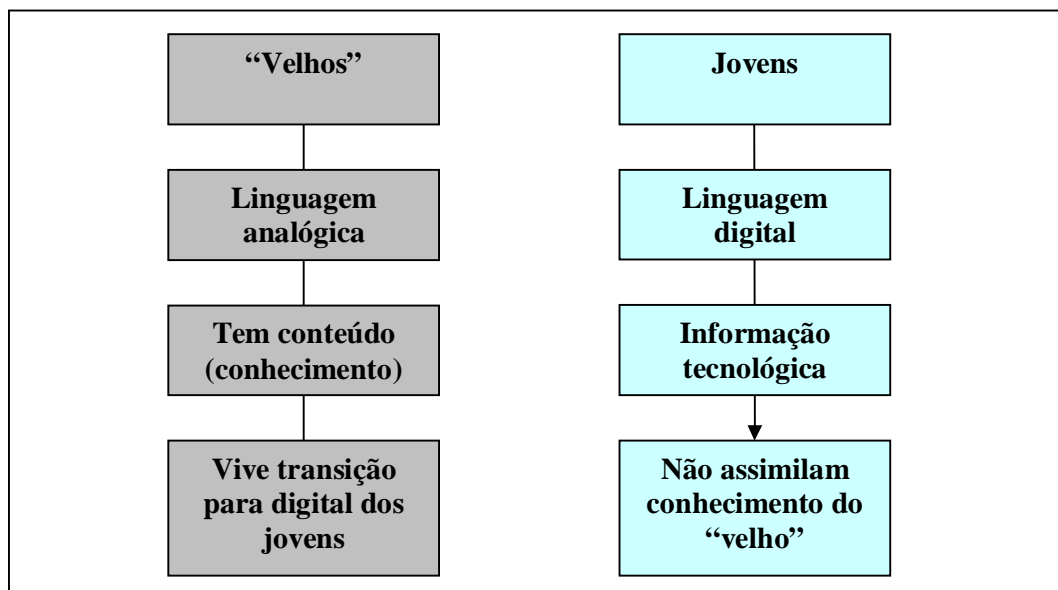 “Velhos”
Linguagem
analógica
Tem conteúdo
(conhecimento)
Vive transição
para digital dos
jovens
Jovens
Linguagem
digital
Informação
tecnológica
Não assimilam
conhecimento do
“velho”